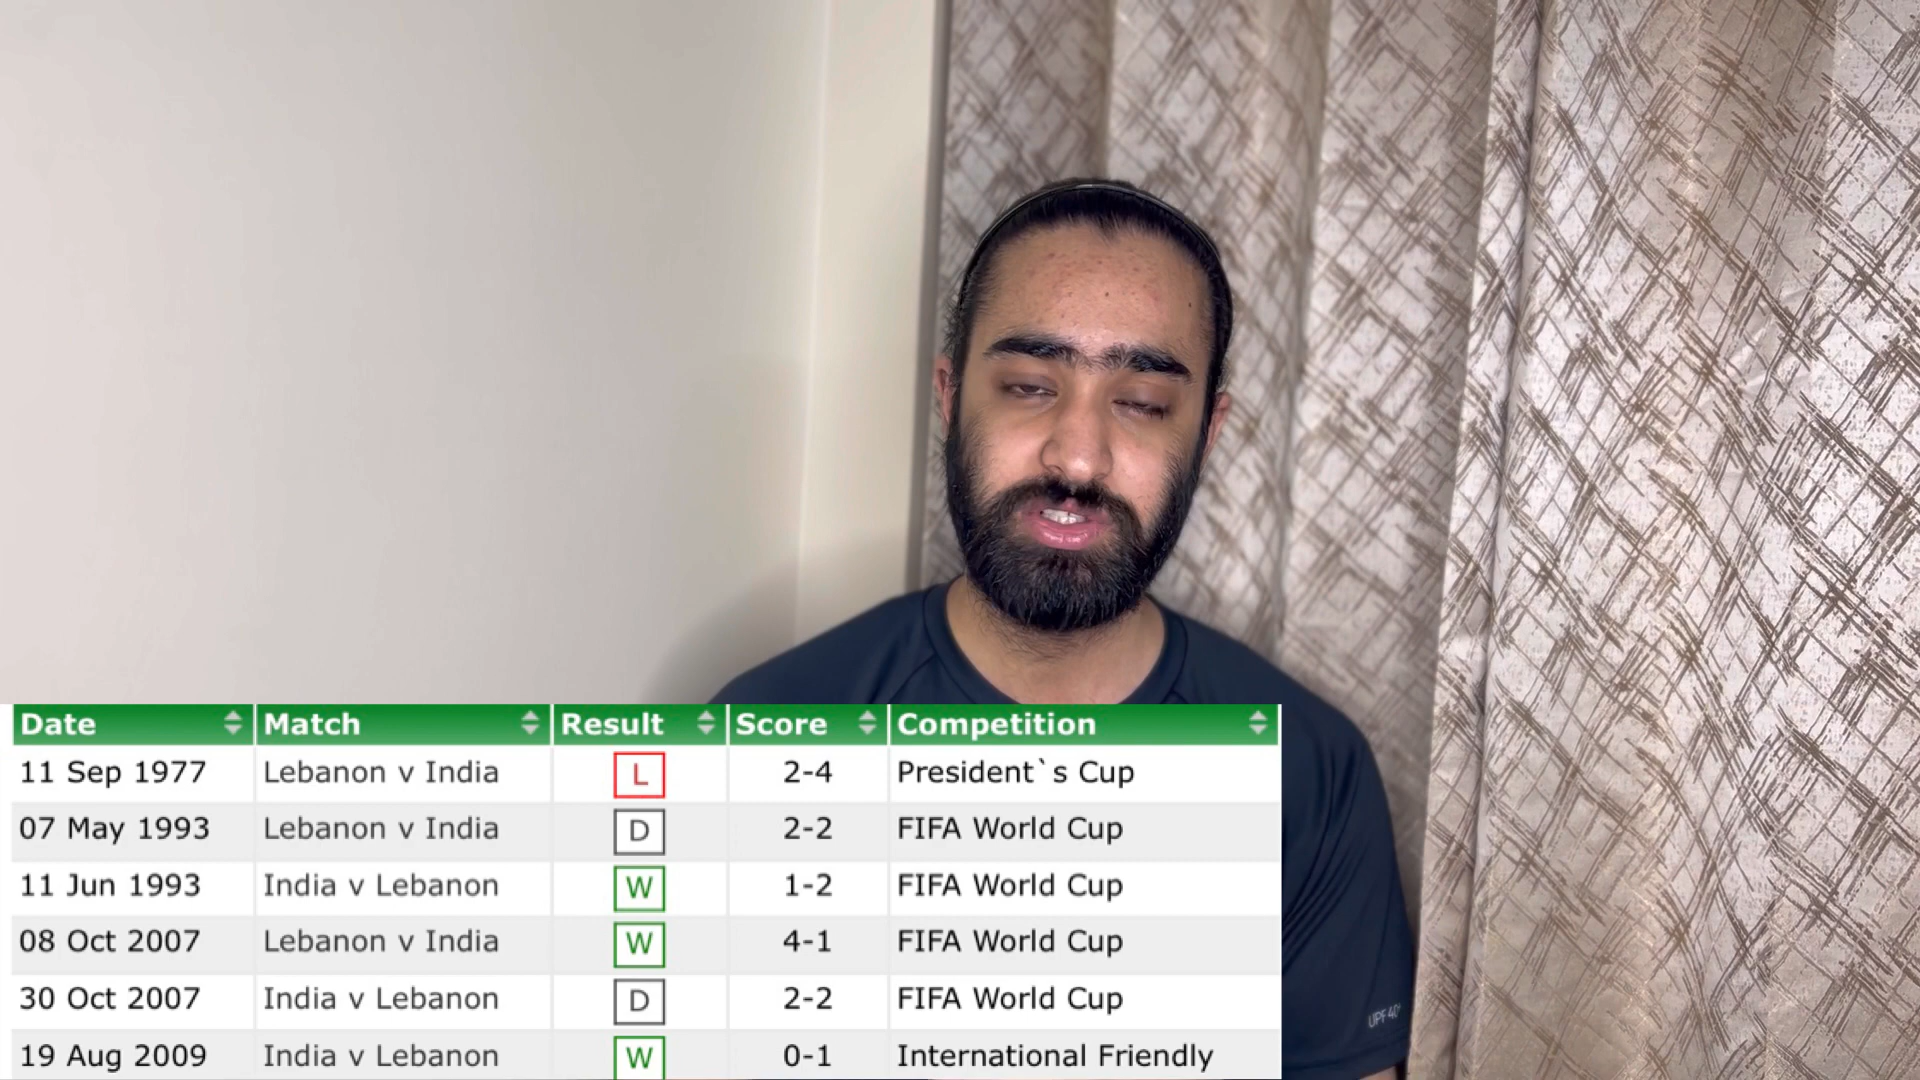 Date Match Result Score Competition
11 Sep 1977 Lebanon v India L 2-4 President`s Cup
07 May 1993 Lebanon v India D 2-2 FIFA World Cup
11 Jun 1993 India v Lebanon W 1-2 FIFA World Cup
08 Oct 2007 Lebanon v India W 4-1 FIFA World Cup
30 Oct 2007 India v Lebanon D 2-2 FIFA World Cup
19 Aug 2009 India v Lebanon W 0-1 International Friendly
UPF 40+